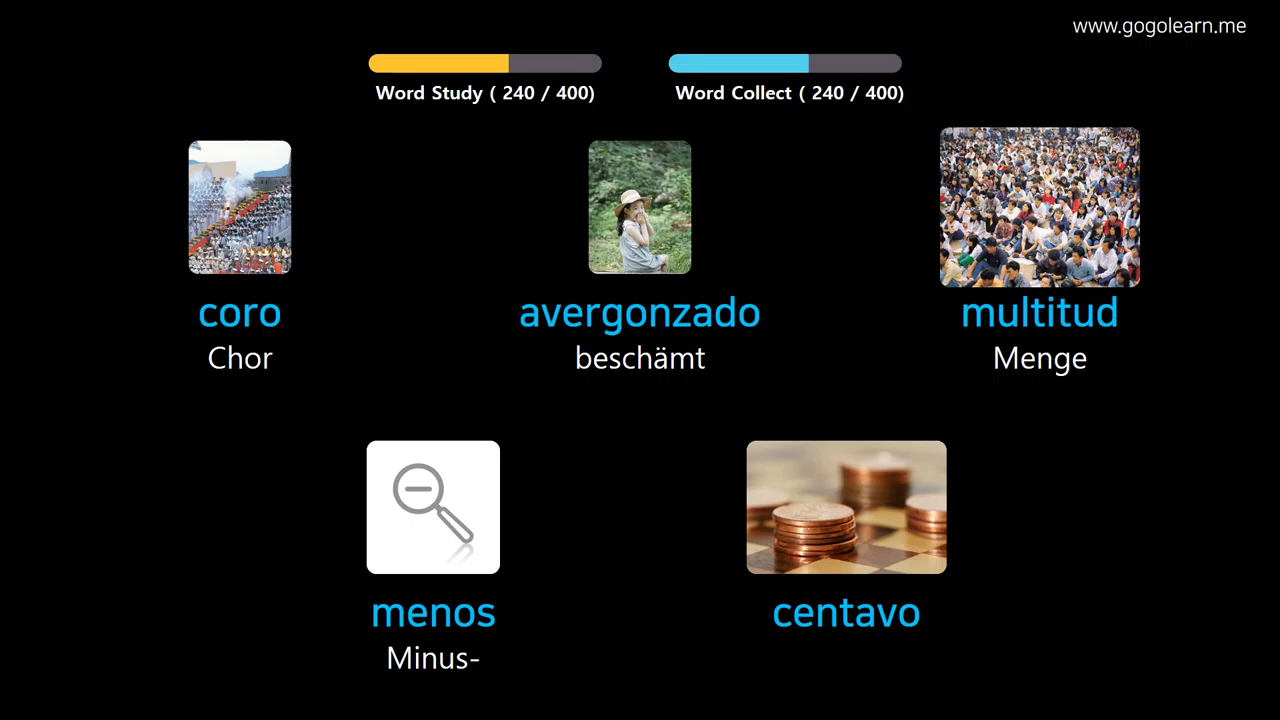 www.gogolearn.me
Word Study ( 240 / 400)
Word Collect ( 240 / 400)
coro
Chor
avergonzado
beschämt
multitud
Menge
menos
Minus-
centavo